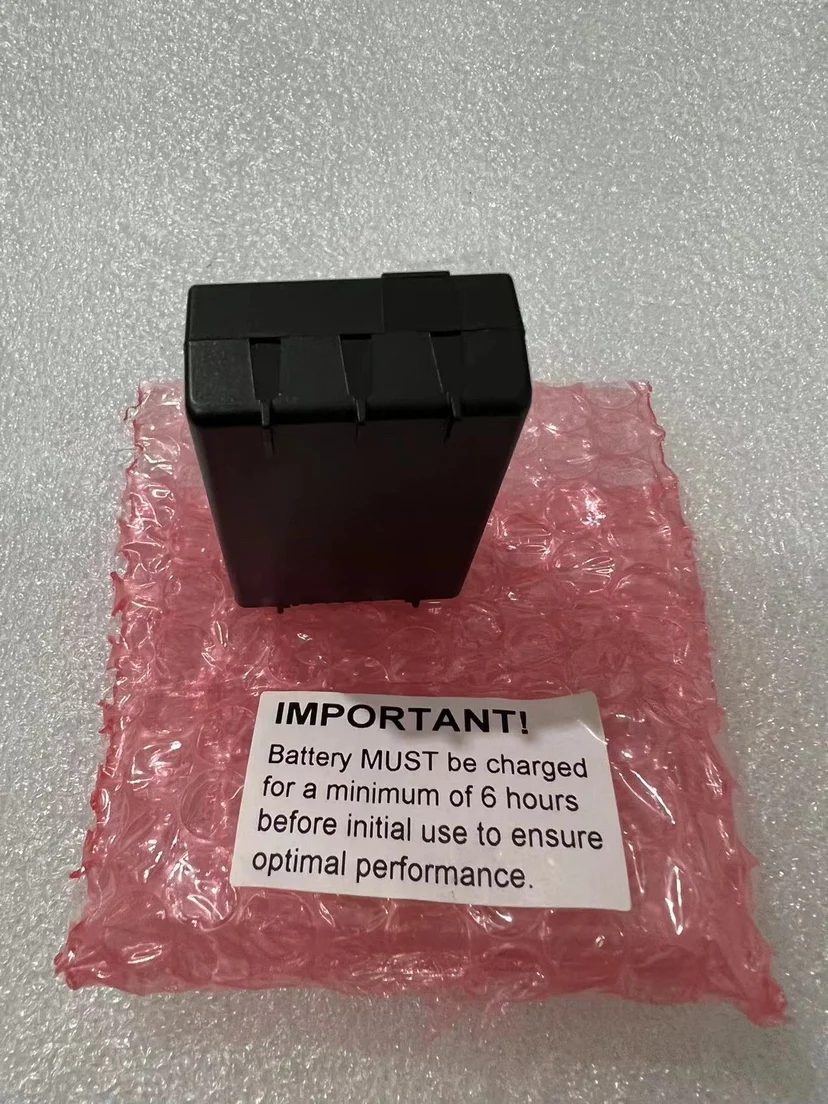 IMPORTANT!
Battery MUST be charged
for a minimum of 6 hours
before initial use to ensure
optimal performance.